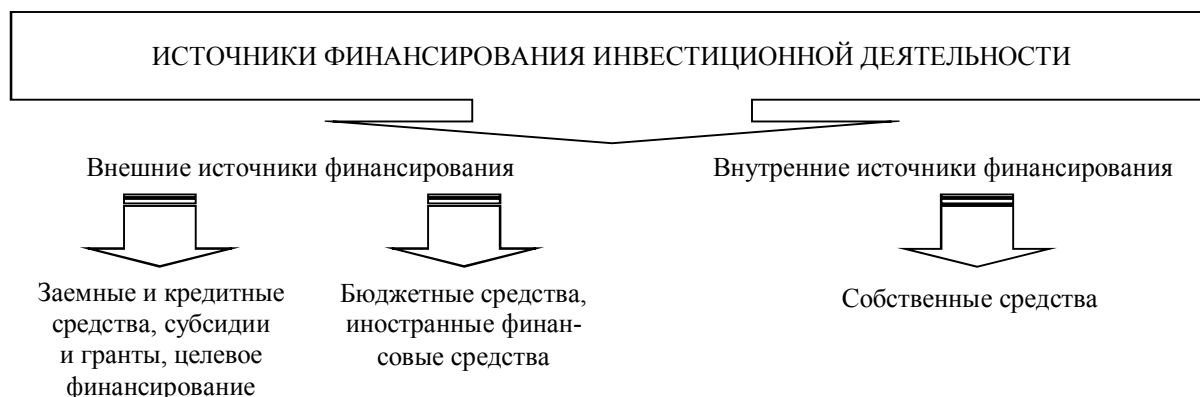 ИСТОЧНИКИ ФИНАНСИРОВАНИЯ ИНВЕСТИЦИОННОЙ ДЕЯТЕЛЬНОСТИ
Внешние источники финансирования
Внутренние источники финансирования
Заемные и кредитные
средства, субсидии
и гранты, целевое
финансирование
Бюджетные средства,
иностранные финан-
совые средства
Собственные средства